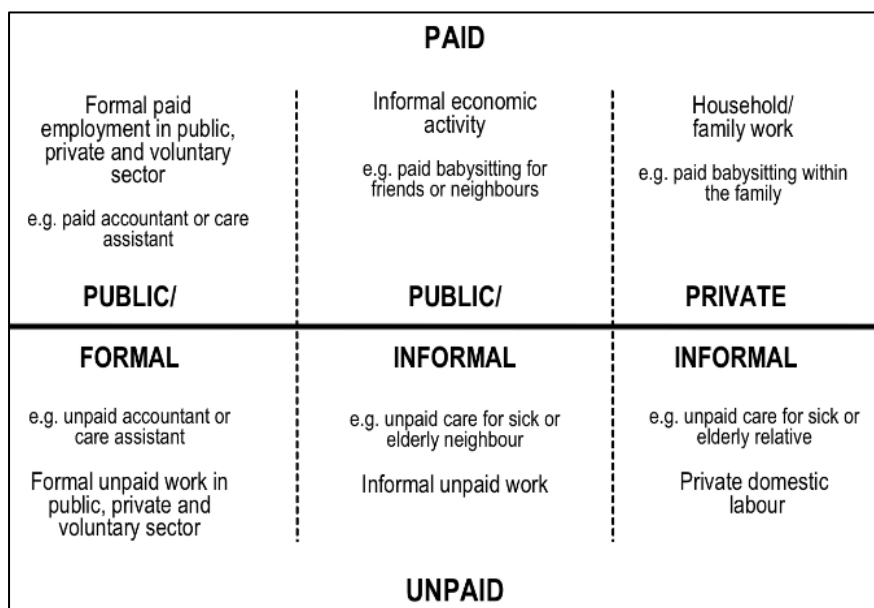 PAID
Formal paid
employment in public,
private and voluntary
sector
e.g. paid accountant or care
assistant
Informal economic
activity
e.g. paid babysitting for
friends or neighbours
Household/
family work
e.g. paid babysitting within
the family
PUBLIC/
PUBLIC/
PRIVATE
FORMAL
INFORMAL
INFORMAL
e.g. unpaid accountant or
care assistant
Formal unpaid work in
public, private and
voluntary sector
e.g. unpaid care for sick or
elderly neighbour
Informal unpaid work
e.g. unpaid care for sick or
elderly relative
Private domestic
labour
UNPAID